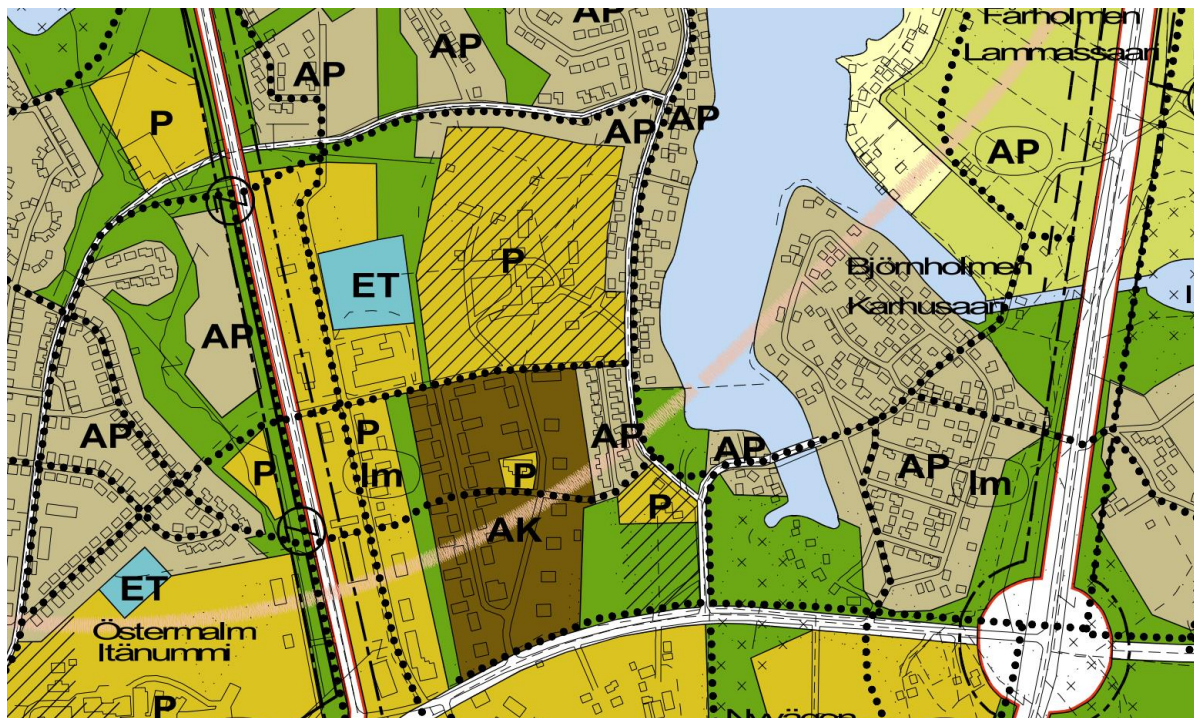 AP
Färholmen
Lammassaari
AP
AP
P
AP
AP
AP
P
Björnholmen
Karhusaari
ET
AP
P
AP
AP
AP
P
Im
P
AP
Im
P
AK
ET
Östermalm
Itänummi
P